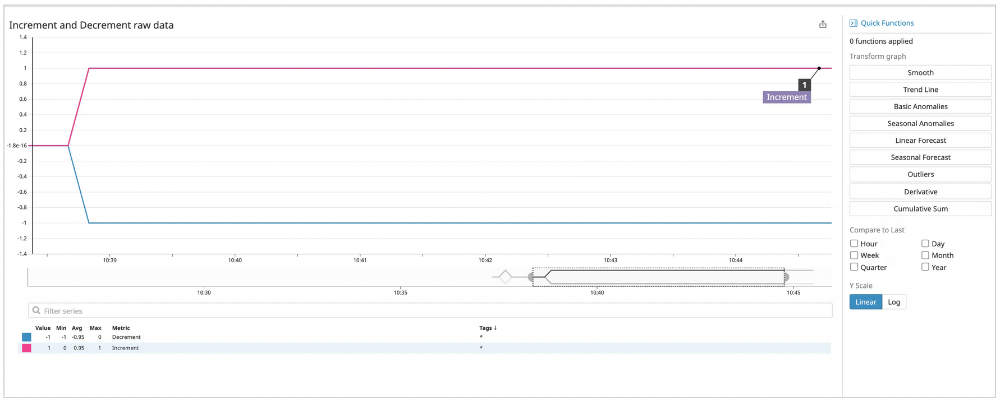 Increment and Decrement raw data
1.4
1.2
1
0.8
0.6
0.4
0.2
-1.8e-16
-0.2
-0.4
-0.6
-0.8
-1
-1.2
-1.4
1
Increment
10:39 10:40 10:41 10:42 10:43 10:44
10:30 10:35 10:40 10:45
Filter series
Value Min Avg Max Metric Tags ↓
-1 -1 -0.95 0 Decrement *
1 0 0.95 1 Increment *
Quick Functions
0 functions applied
Transform graph
Smooth
Trend Line
Basic Anomalies
Seasonal Anomalies
Linear Forecast
Seasonal Forecast
Outliers
Derivative
Cumulative Sum
Compare to Last
Hour Day
Week Month
Quarter Year
Y Scale
Linear Log